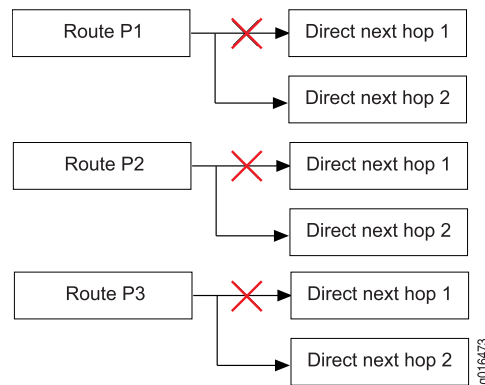 Route P1
Direct next hop 1
Direct next hop 2
Route P2
Direct next hop 1
Direct next hop 2
Route P3
Direct next hop 1
Direct next hop 2
g016473